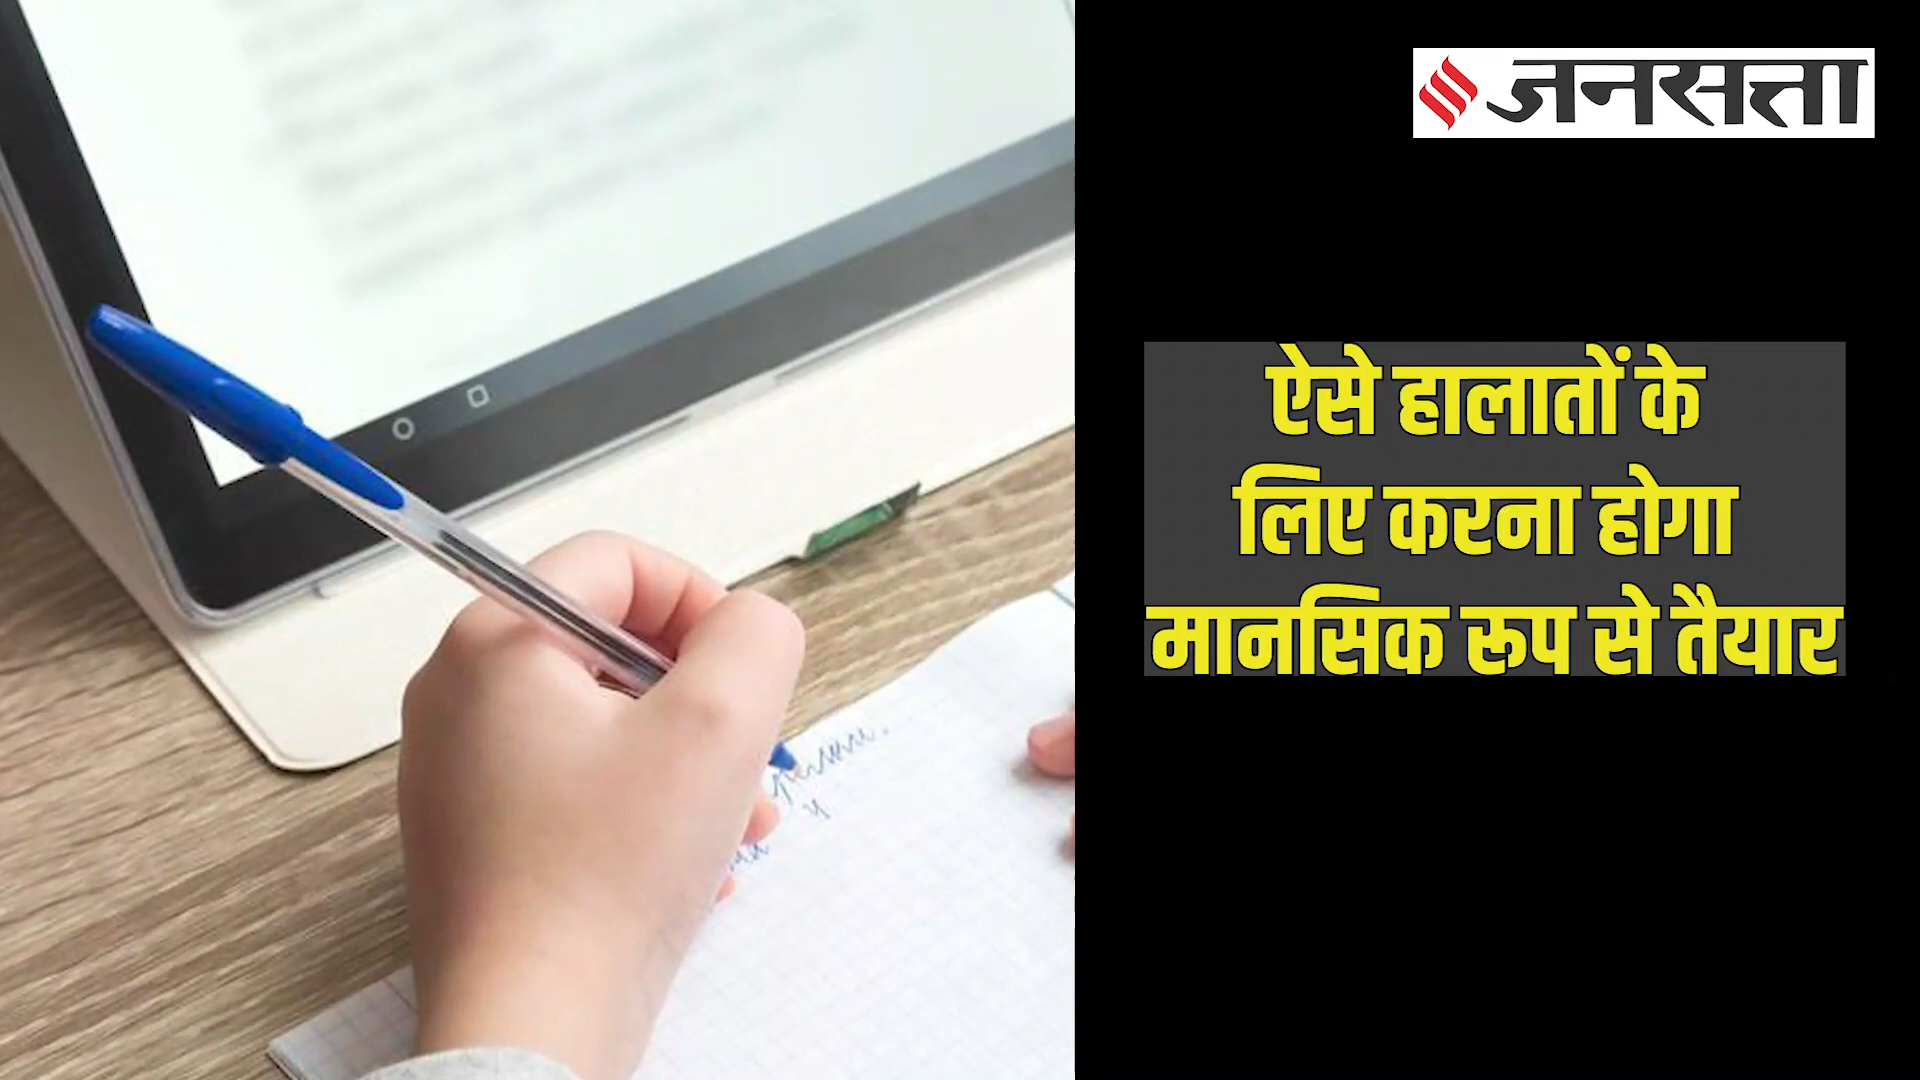 जनसत्ता
ऐसे हालातों के
लिए करना होगा
मानसिक रूप से तैयार